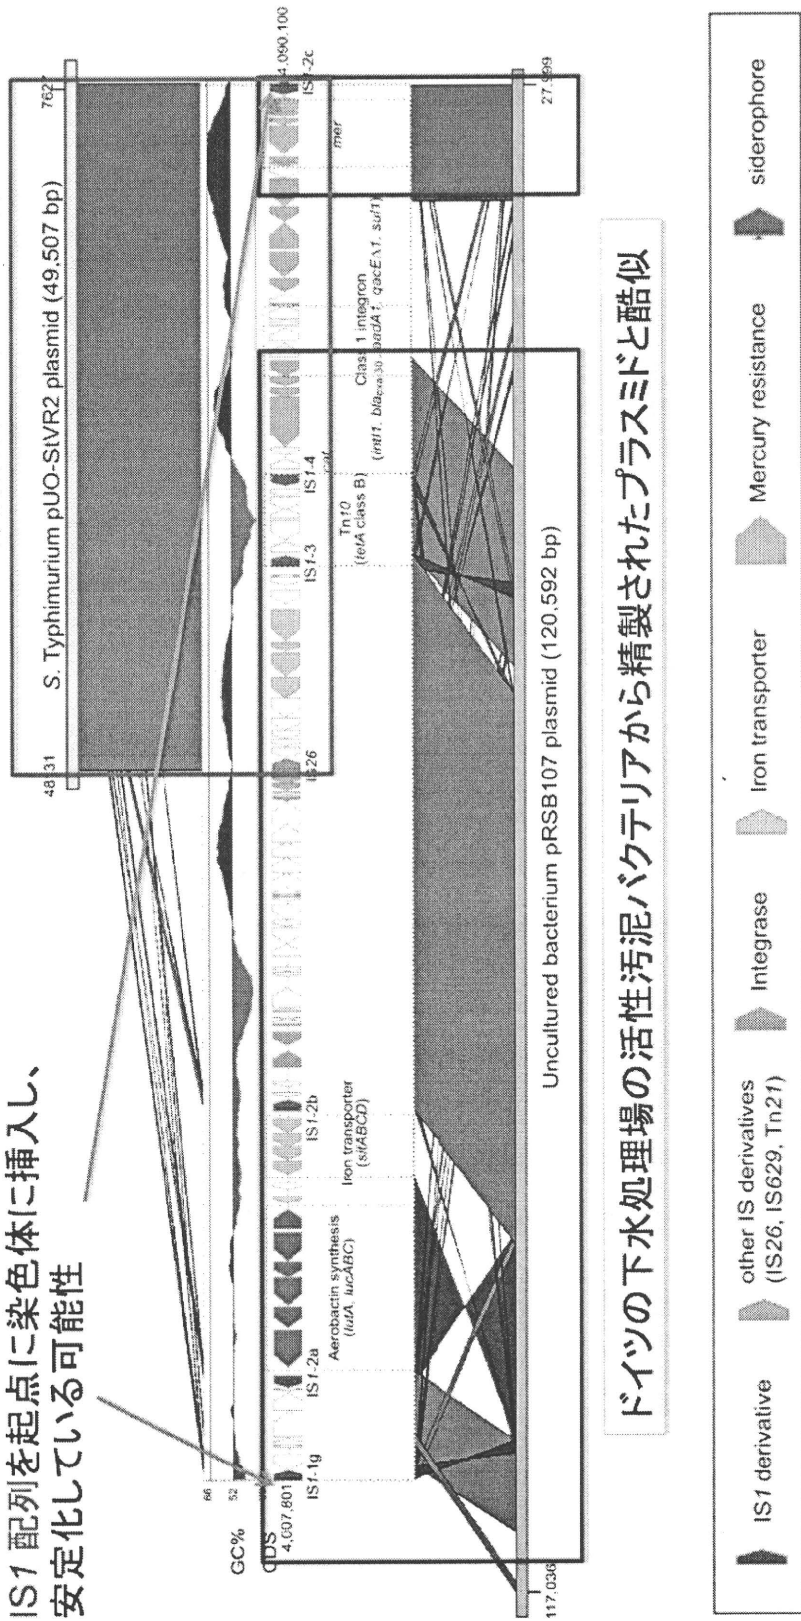 IS1 配列を起点に染色体に挿入し、
安定化している可能性
S. Typhimurium pUO-StVR2 plasmid (49,507 bp)
7627
66
52
GC%
CDS
4,007,801
4,090,100
IS1-1g
IS1-2a
Aerobactin synthesis
(iutA, iucABC)
Iron transporter
(sitABCD)
IS1-2b
IS26
IS1-3
Tn10
(tetA class B)
IS1-4
cat
Class 1 integron
aadA1, qacEΔ1, sul1)
mer
IS1-2c
117,036
27,999
Uncultured bacterium pRSB107 plasmid (120,592 bp)
ドイツの下水処理場の活性汚泥バクテリアから精製されたプラスミドと酷似
IS1 derivative
other IS derivatives
(IS26, IS629, Tn21)
Integrase
Iron transporter
Mercury resistance
siderophore